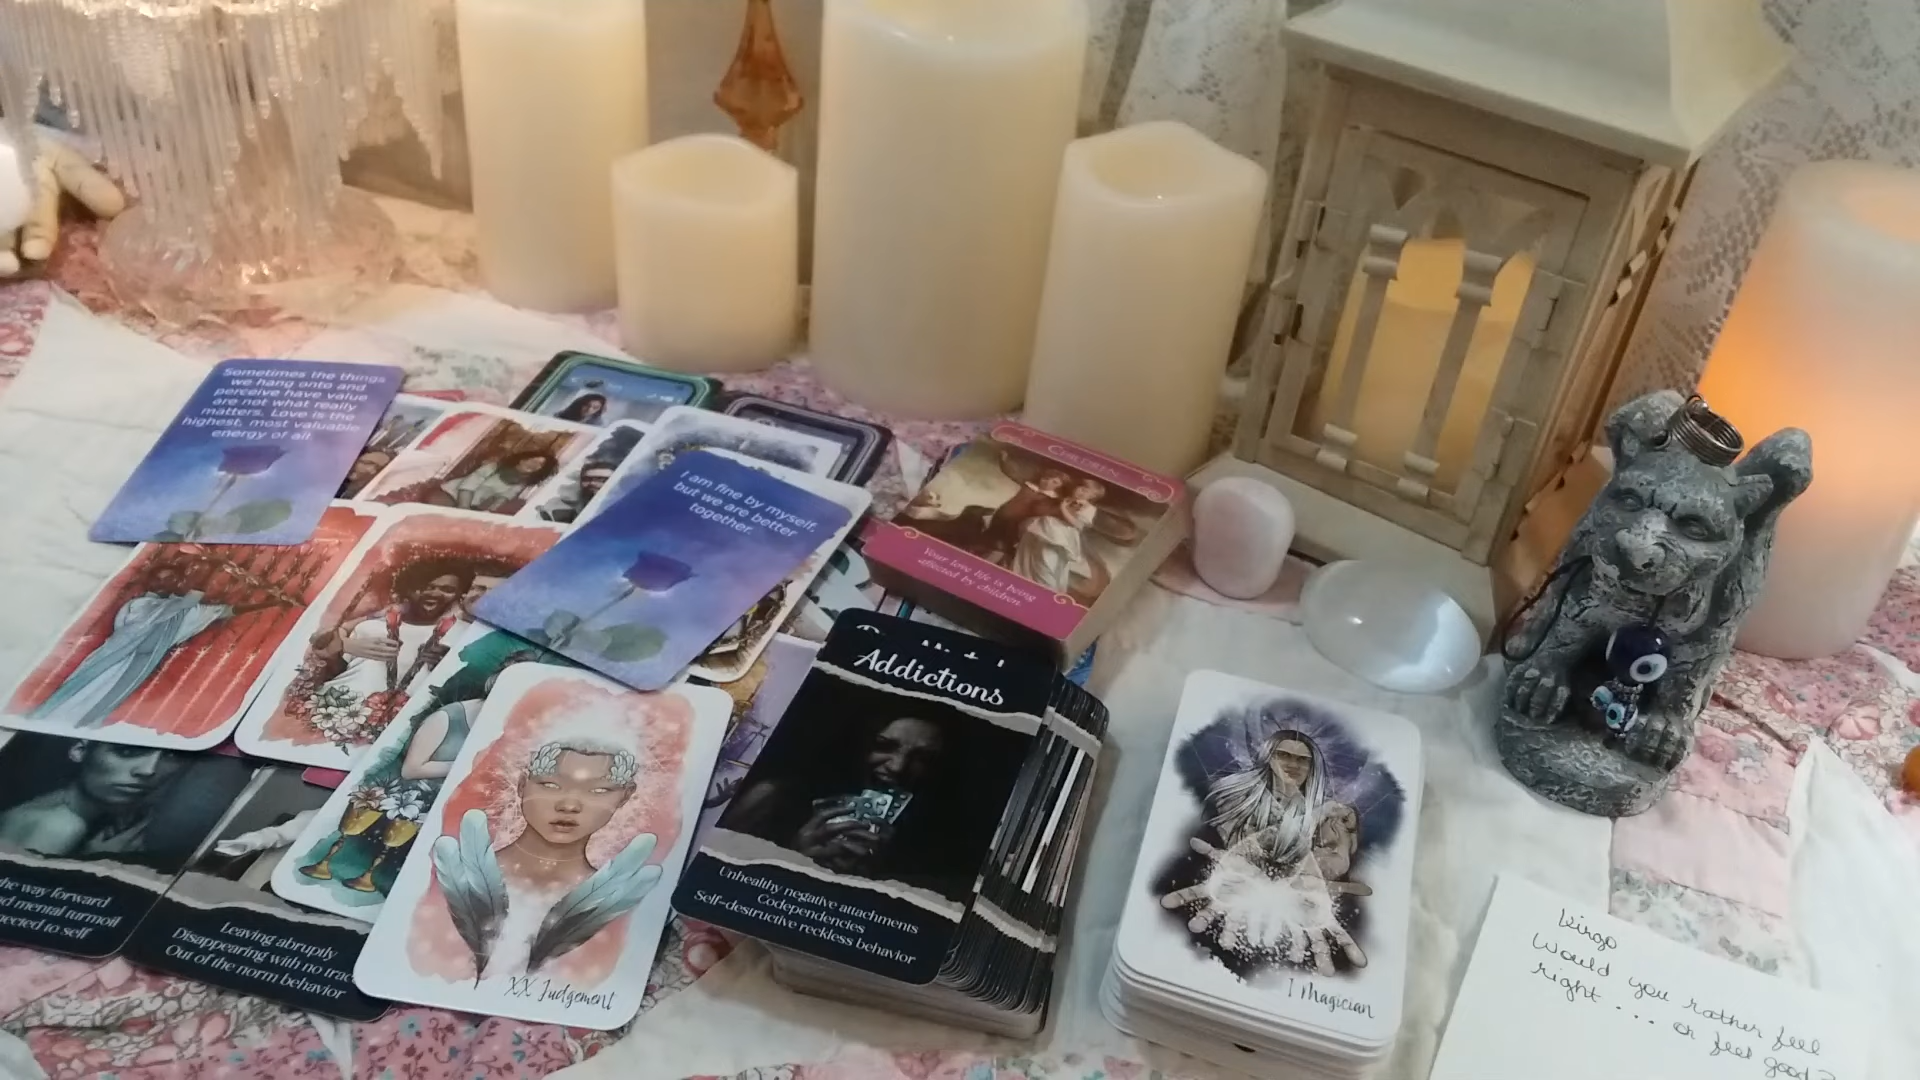 Sometimes the things
we hang onto and
perceive have value
are not what really
matters. Love is the
highest, most valuable
energy of all.
I am fine by myself,
but we are better
together.
CHILDREN
Your love life is being
affected by children
Addictions
Unhealthy negative attachments
Codependencies
Self-destructive reckless behavior
the way forward
mental turmoil
to self
Leaving abruptly
Disappearing with no
Out of the norm behavior
XX Judgement
I Magician
Virgo
Would you rather feel
right . . . or feel good?